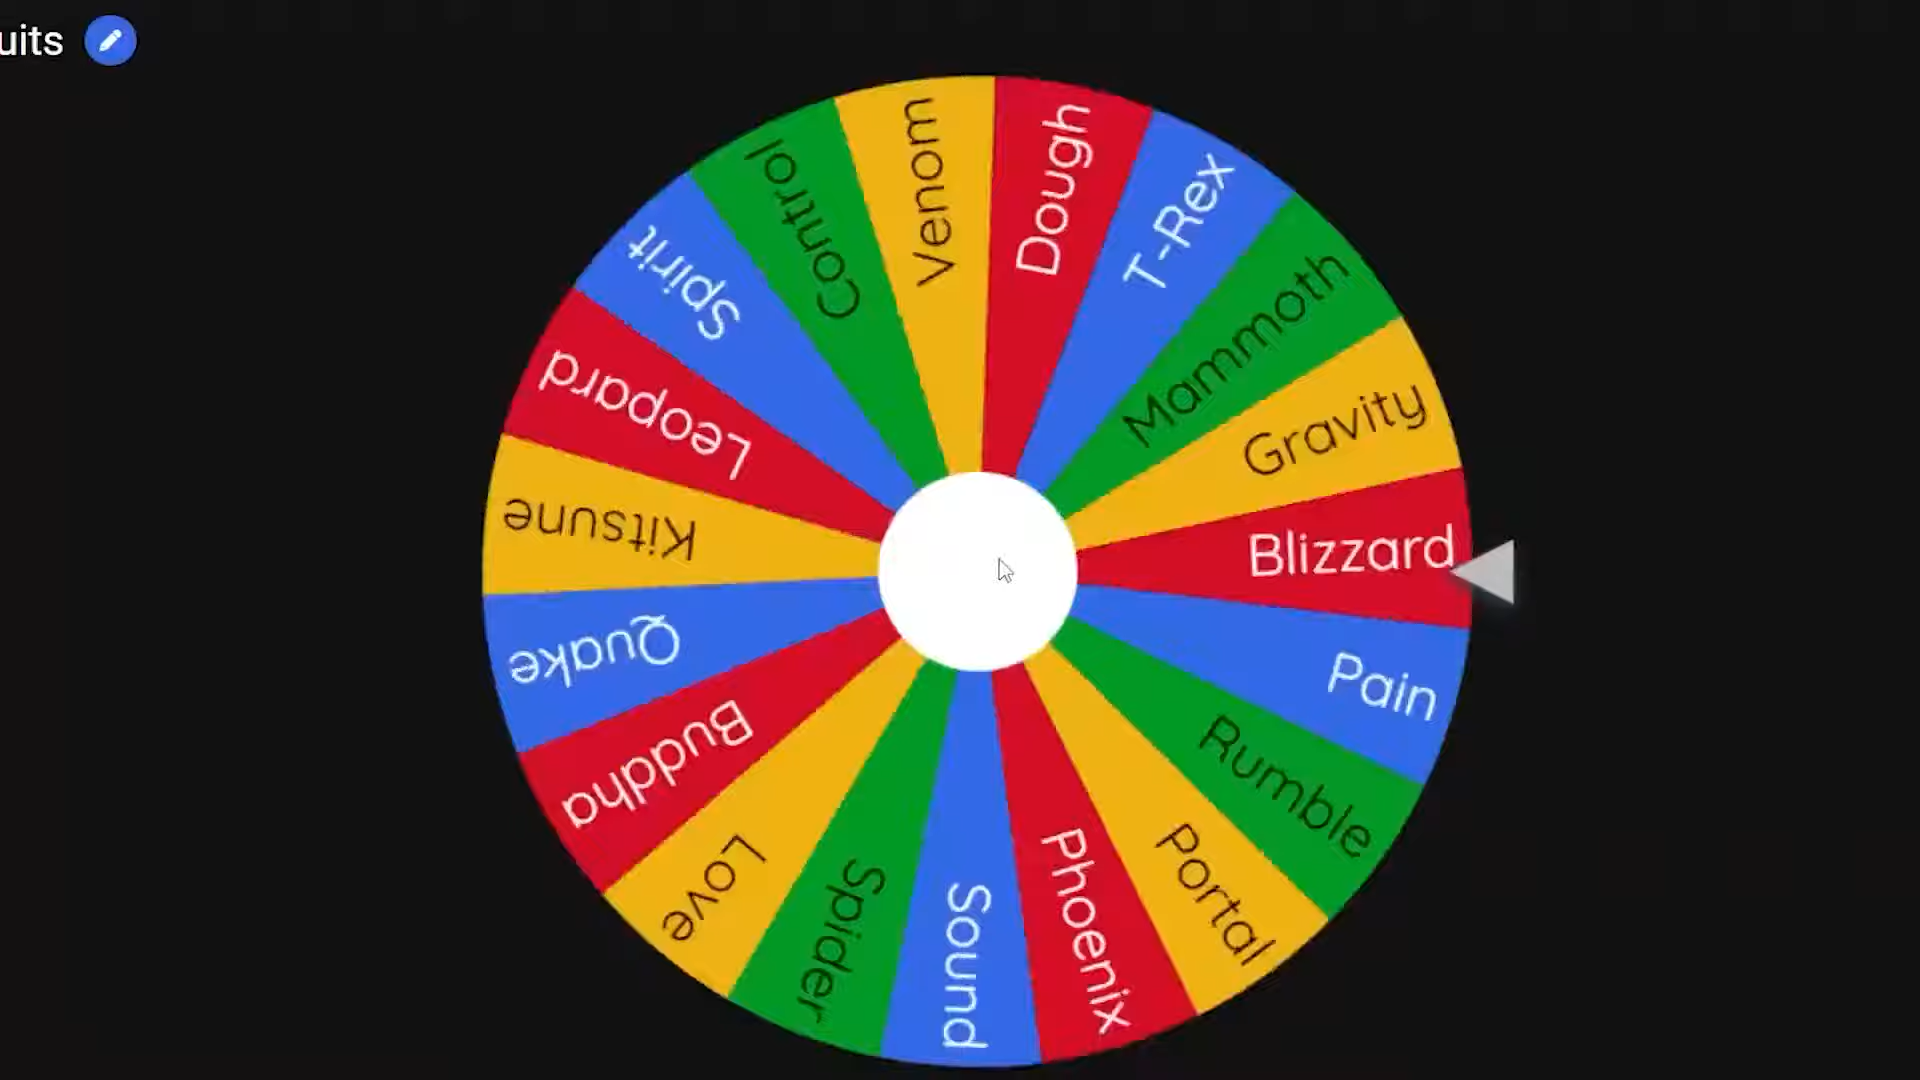 uits
Venom
Dough
T-Rex
Mammoth
Gravity
Blizzard
Pain
Rumble
Portal
Phoenix
Sound
Spider
Love
Buddha
Quake
Kitsune
Leopard
Spirit
Control